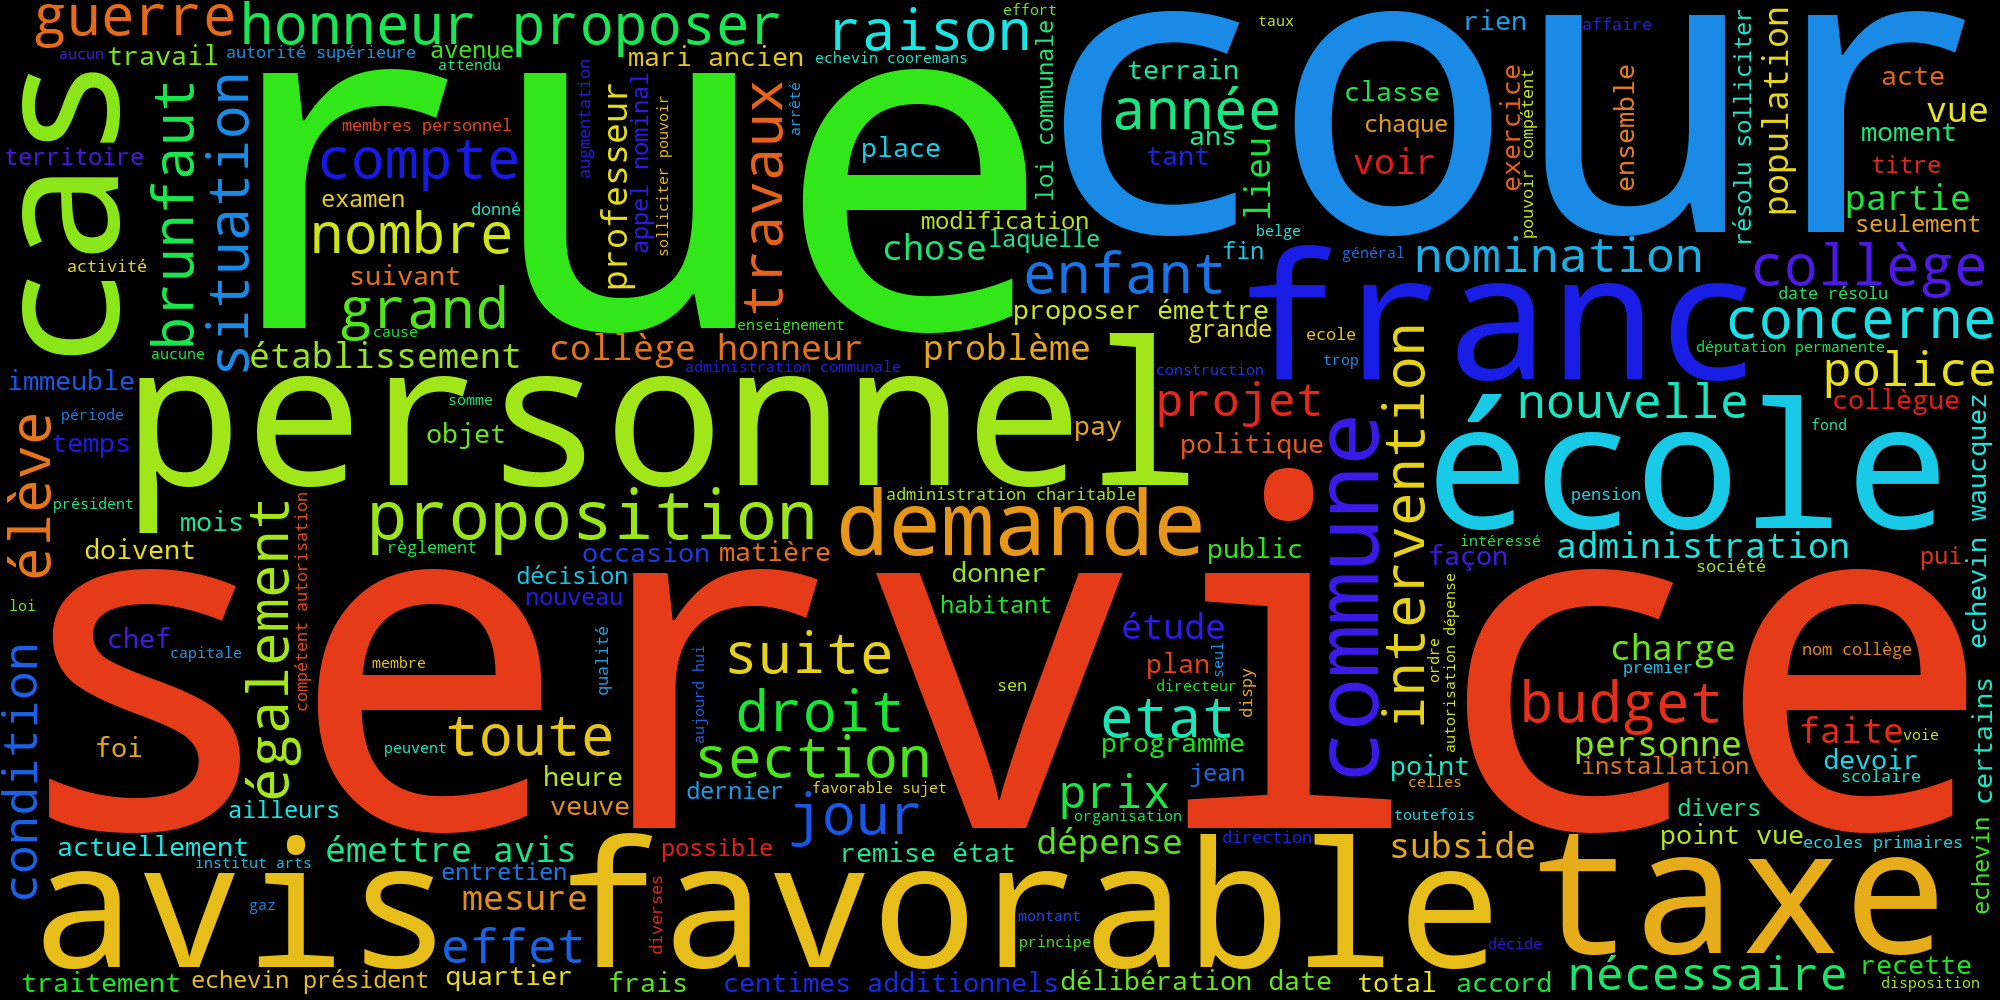 guerre
honneur proposer
raison
effort
cour
taux
rien
affaire
population
résolu solliciter
aucun
travail
autorité supérieure
avenue
attendu
mari ancien
echevin cooremans
loi communale
terrain
classe
acte
vue
cas
brunfaut
situation
rue
membres personnel
compte
augmentation
professeur
appel nominal
solliciter pouvoir
travaux
arrêté
place
année
ans
tant
chaque
voir
exercice
pouvoir compétent
ensemble
moment
titre
territoire
examen
donné
nombre
lieu
partie
modification
seulement
chose
laquelle
belge
fin
général
nomination
collège
activité
suivant
enfant
franc
date résolu
grand
cause
proposer émettre
grande
concerne
enseignement
ecole
aucune
établissement
collège honneur
problème
trop
députation permanente
administration communale
construction
police
immeuble
personnel
somme
projet
nouvelle
collègue
période
temps
objet
pay
politique
intervention
école
fond
echevin waucquez
élève
président
mois
également
compétent autorisation
proposition
administration charitable
demande
commune
pension
doivent
règlement
occasion
matière
public
intéressé
façon
administration
pui
décision
donner
société
nouveau
habitant
autorisation dépense
loi
service
chef
capitale
membre
qualité
aujourd hui
suite
étude
plan
seul
ordre
charge
premier
nom collège
condition
sen
directeur
dispy
droit
etat
budget
foi
peuvent
toute
section
programme
personne
faite
voie
heure
jean
point
installation
devoir
scolaire
echevin certains
ailleurs
veuve
dernier
favorable sujet
jour
prix
organisation
celles
toutefois
divers
actuellement
institut arts
émettre avis
possible
remise état
dépense
direction
subside
point vue
ecoles primaires
avis
favorable
taxe
entretien
gaz
mesure
diverses
montant
effet
principe
décide
traitement
echevin président
quartier
frais
centimes additionnels
délibération date
total
accord
nécessaire
recette
disposition